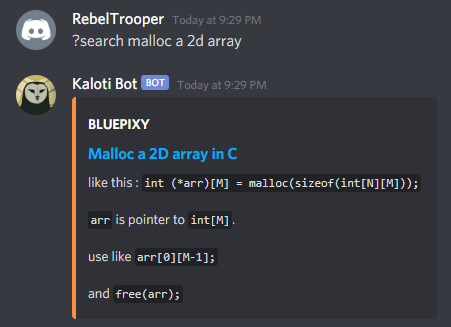 RebelTrooper Today at 9:29 PM
?search malloc a 2d array
Kaloti Bot BOT Today at 9:29 PM
BLUEPIXY
Malloc a 2D array in C
like this : int (*arr)[M] = malloc(sizeof(int[N][M]));
arr is pointer to int[M].
use like arr[0][M-1];
and free(arr);